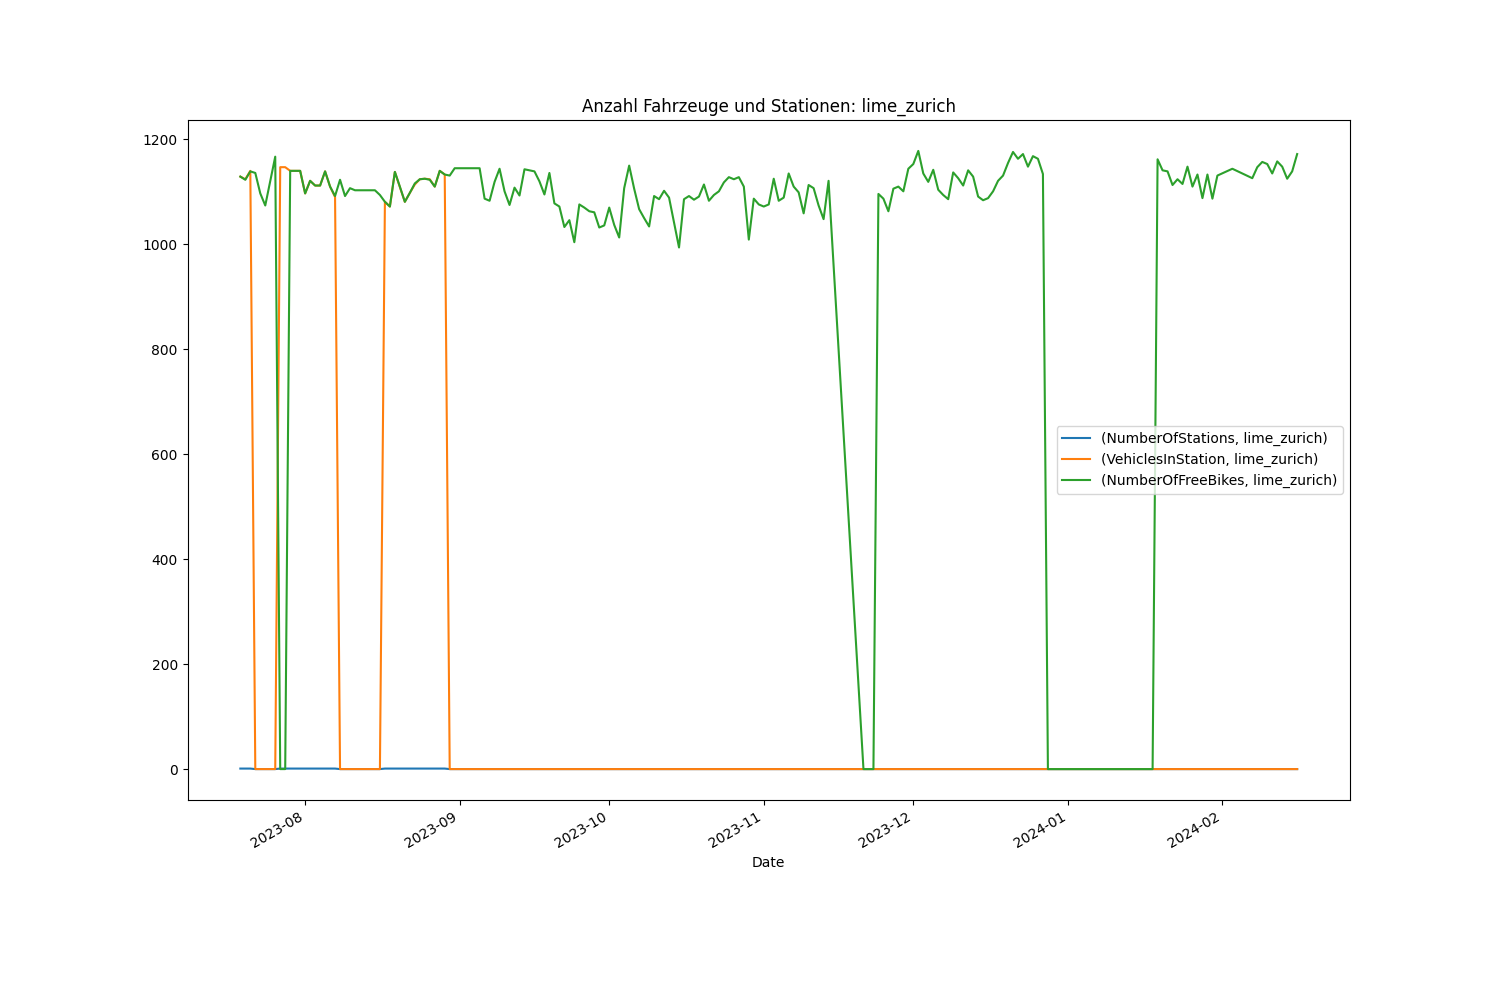 Anzahl Fahrzeuge und Stationen: lime_zurich
1200
1000
800
600
400
200
0
(NumberOfStations, lime_zurich)
(VehiclesInStation, lime_zurich)
(NumberOfFreeBikes, lime_zurich)
2023-08
2023-09
2023-10
2023-11
2023-12
2024-01
2024-02
Date